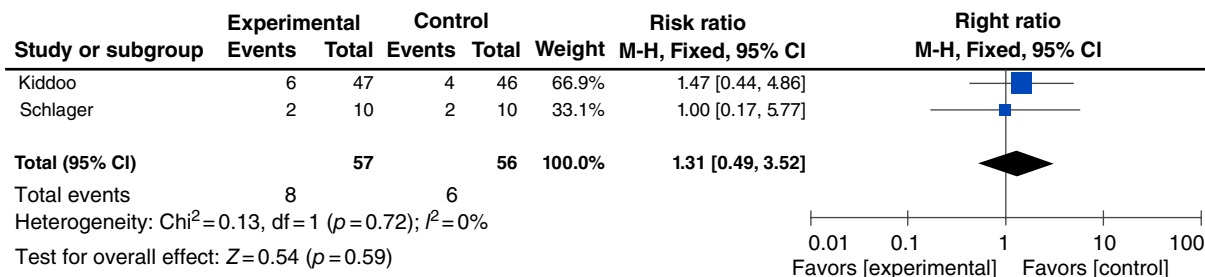 Experimental Control Risk ratio Right ratio
Study or subgroup Events Total Events Total Weight M-H, Fixed, 95% CI M-H, Fixed, 95% CI
Kiddoo 6 47 4 46 66.9% 1.47 [0.44, 4.86]
Schlager 2 10 2 10 33.1% 1.00 [0.17, 5.77]
Total (95% CI) 57 56 100.0% 1.31 [0.49, 3.52]
Total events 8 6
Heterogeneity: Chi²=0.13, df=1 (p=0.72); I²=0%
Test for overall effect: Z=0.54 (p=0.59)
0.01 0.1 1 10 100
Favors [experimental] Favors [control]